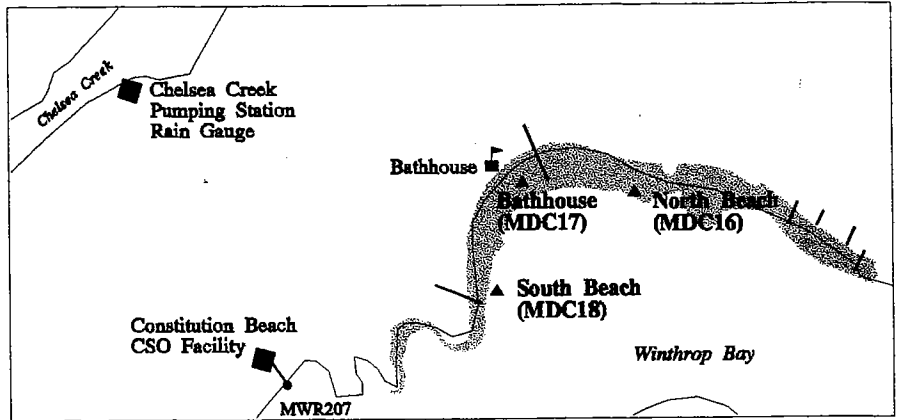 Chelsea Creek
Chelsea Creek
Pumping Station
Rain Gauge
Bathhouse
Bathhouse
(MDC17)
North Beach
(MDC16)
South Beach
(MDC18)
Constitution Beach
CSO Facility
MWR207
Winthrop Bay